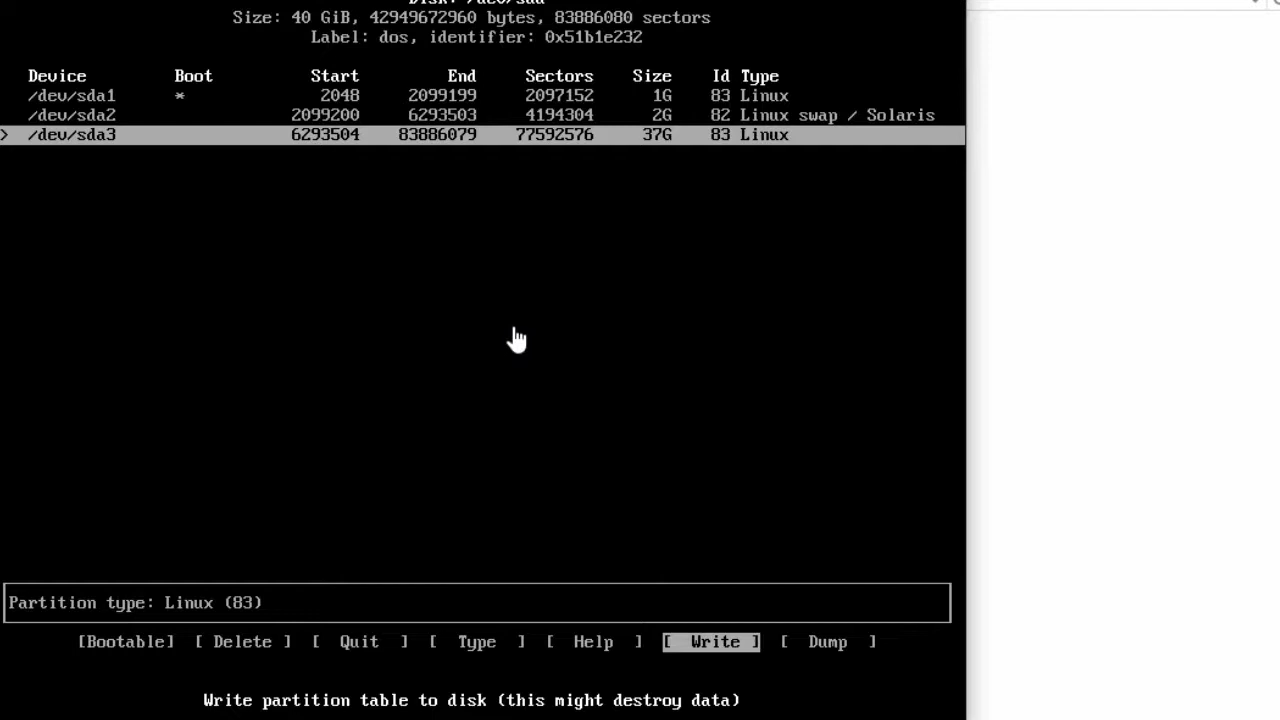 Disk: /dev/sda
Size: 40 GiB, 42949672960 bytes, 83886080 sectors
Label: dos, identifier: 0x51b1e232
Device Boot Start End Sectors Size Id Type
/dev/sda1 * 2048 2099199 2097152 1G 83 Linux
/dev/sda2 2099200 6293503 4194304 2G 82 Linux swap / Solaris
> /dev/sda3 6293504 83886079 77592576 37G 83 Linux
Partition type: Linux (83)
[Bootable] [ Delete ] [ Quit ] [ Type ] [ Help ] [ Write ] [ Dump ]
Write partition table to disk (this might destroy data)